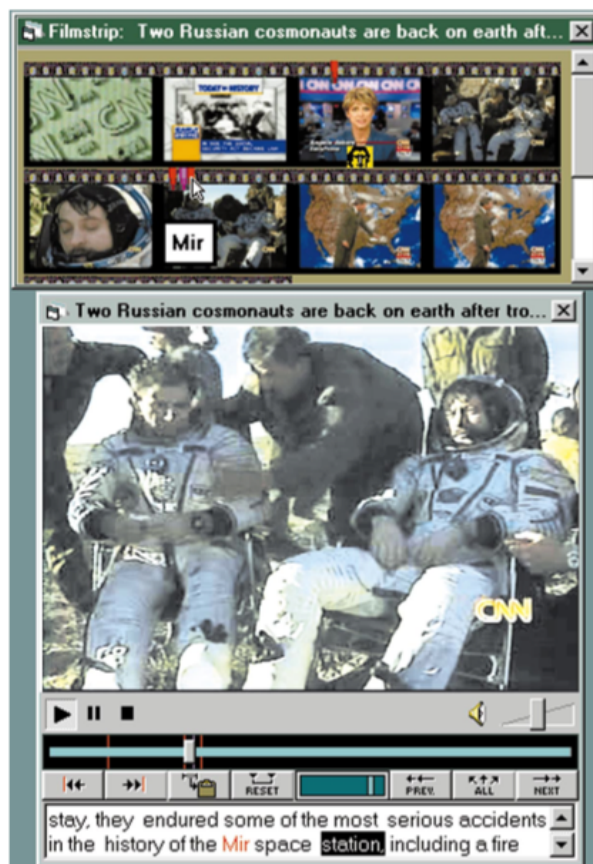 Filmstrip: Two Russian cosmonauts are back on earth aft...
CNN
TODAY IN HISTORY
CNN CNN CNN
CNN
Mir
Two Russian cosmonauts are back on earth after tro...
CNN
RESET
PREV.
ALL
NEXT
stay, they endured some of the most serious accidents
in the history of the Mir space station, including a fire